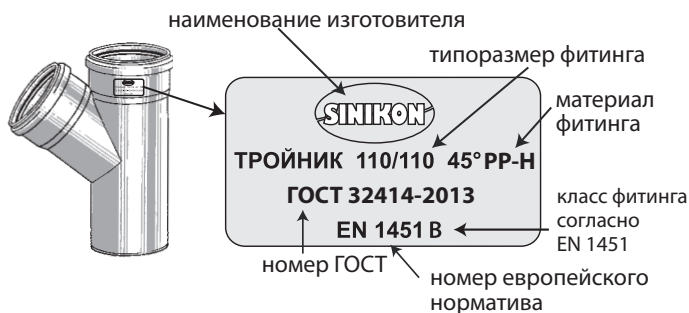 наименование изготовителя
типоразмер фитинга
материал
фитинга
SINIKON
ТРОЙНИК 110/110 45° PP-H
ГОСТ 32414-2013
EN 1451 B
класс фитинга
согласно
EN 1451
номер ГОСТ
номер европейского
норматива